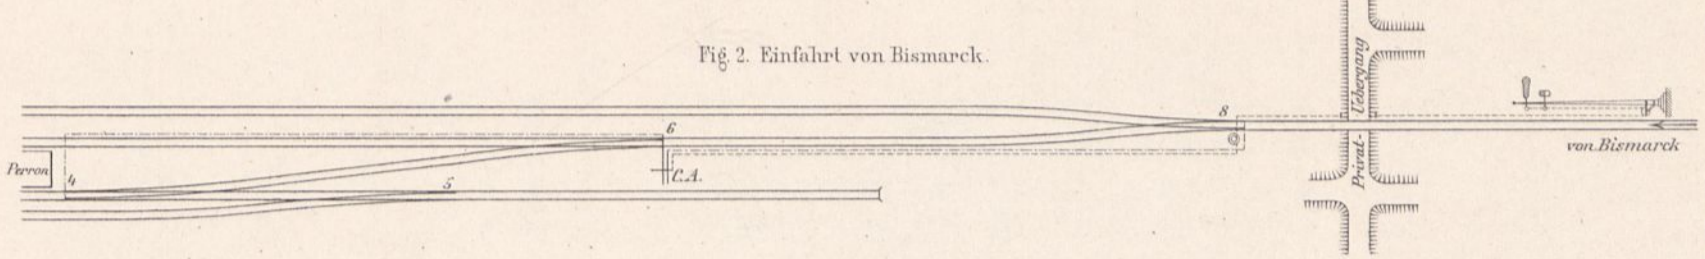 Fig. 2. Einfahrt von Bismarck.
8
6
Perron
4
5
C.A.
Privat- Uebergang
von Bismarck